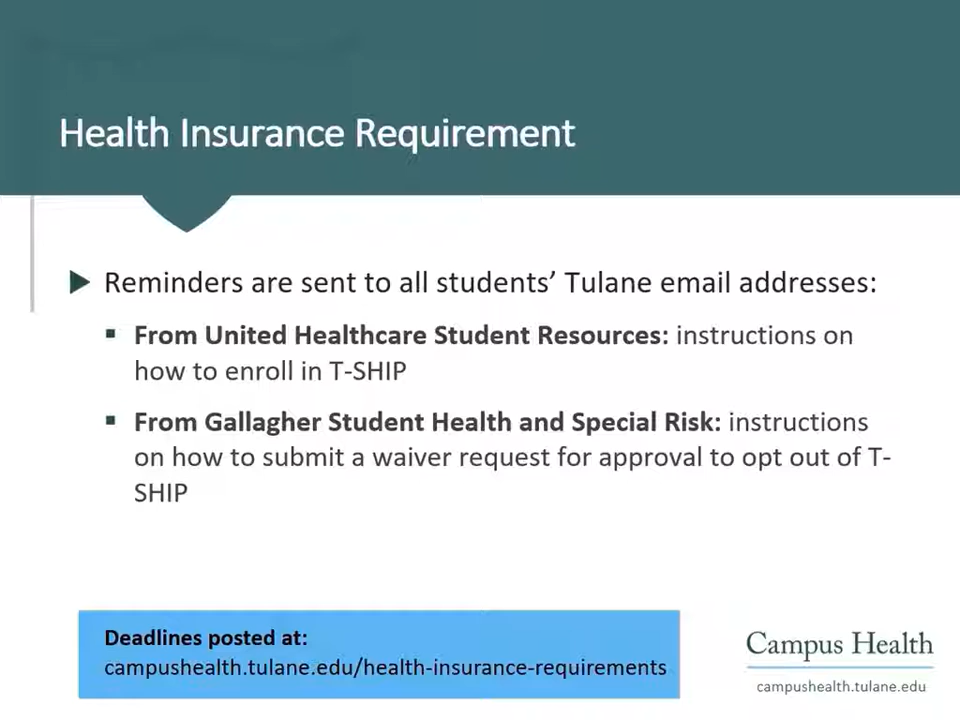 Health Insurance Requirement
Reminders are sent to all students’ Tulane email addresses:
From United Healthcare Student Resources: instructions on
how to enroll in T-SHIP
From Gallagher Student Health and Special Risk: instructions
on how to submit a waiver request for approval to opt out of T-
SHIP
Deadlines posted at:
campushealth.tulane.edu/health-insurance-requirements
Campus Health
campushealth.tulane.edu